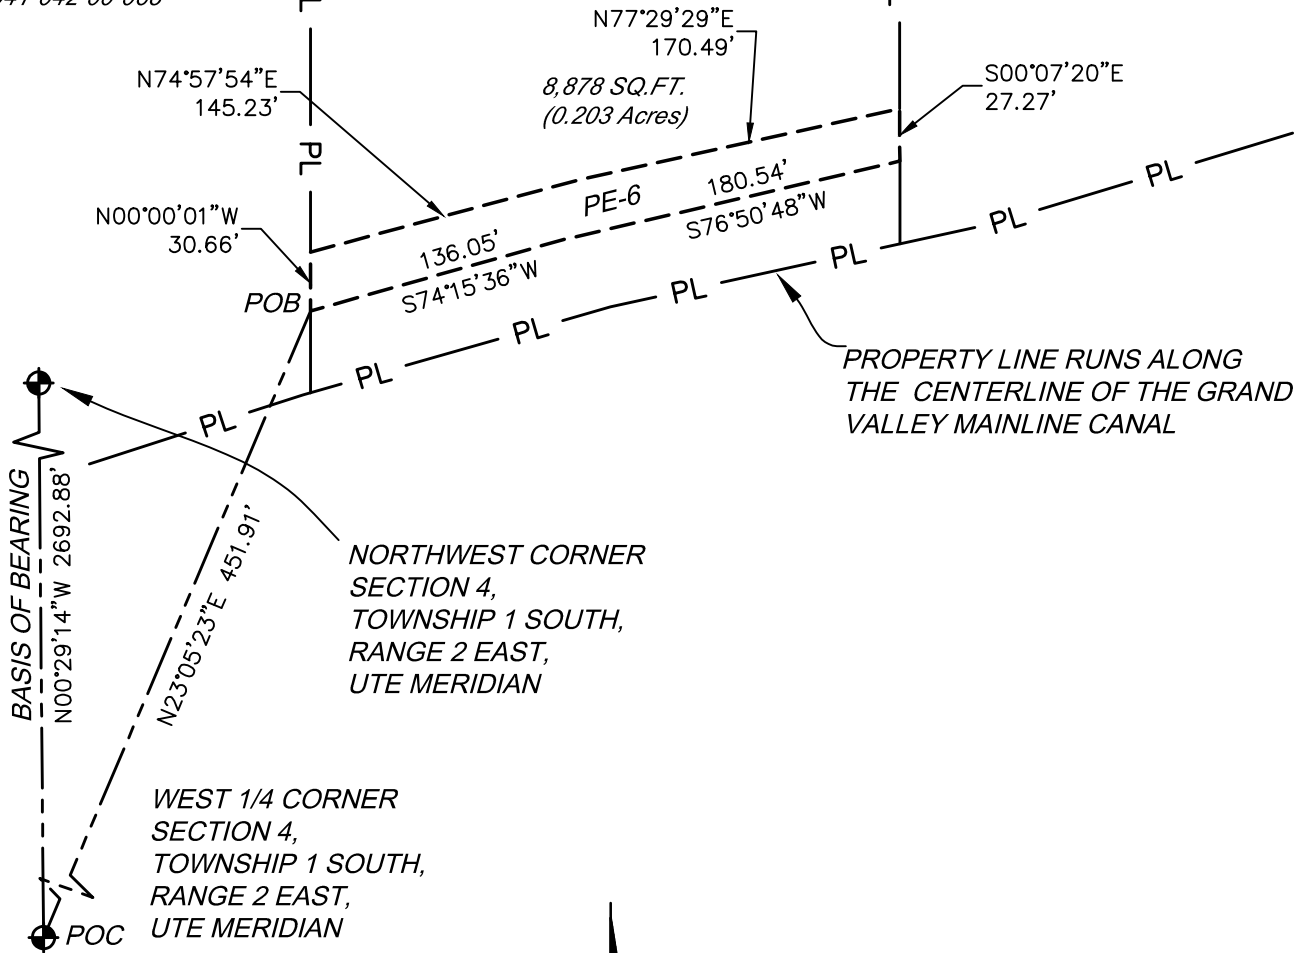 PL
N77°29'29"E
170.49'
N74°57'54"E
145.23'
8,878 SQ.FT.
(0.203 Acres)
S00°07'20"E
27.27'
PL
PL
N00°00'01"W
30.66'
PE-6
180.54'
S76°50'48"W
136.05'
S74°15'36"W
POB
PL
PL
PL
PL
PL
PL
PROPERTY LINE RUNS ALONG
THE CENTERLINE OF THE GRAND
VALLEY MAINLINE CANAL
BASIS OF BEARING
N00°29'14"W 2692.88'
N23°05'23"E 451.91'
NORTHWEST CORNER
SECTION 4,
TOWNSHIP 1 SOUTH,
RANGE 2 EAST,
UTE MERIDIAN
WEST 1/4 CORNER
SECTION 4,
TOWNSHIP 1 SOUTH,
RANGE 2 EAST,
UTE MERIDIAN
POC